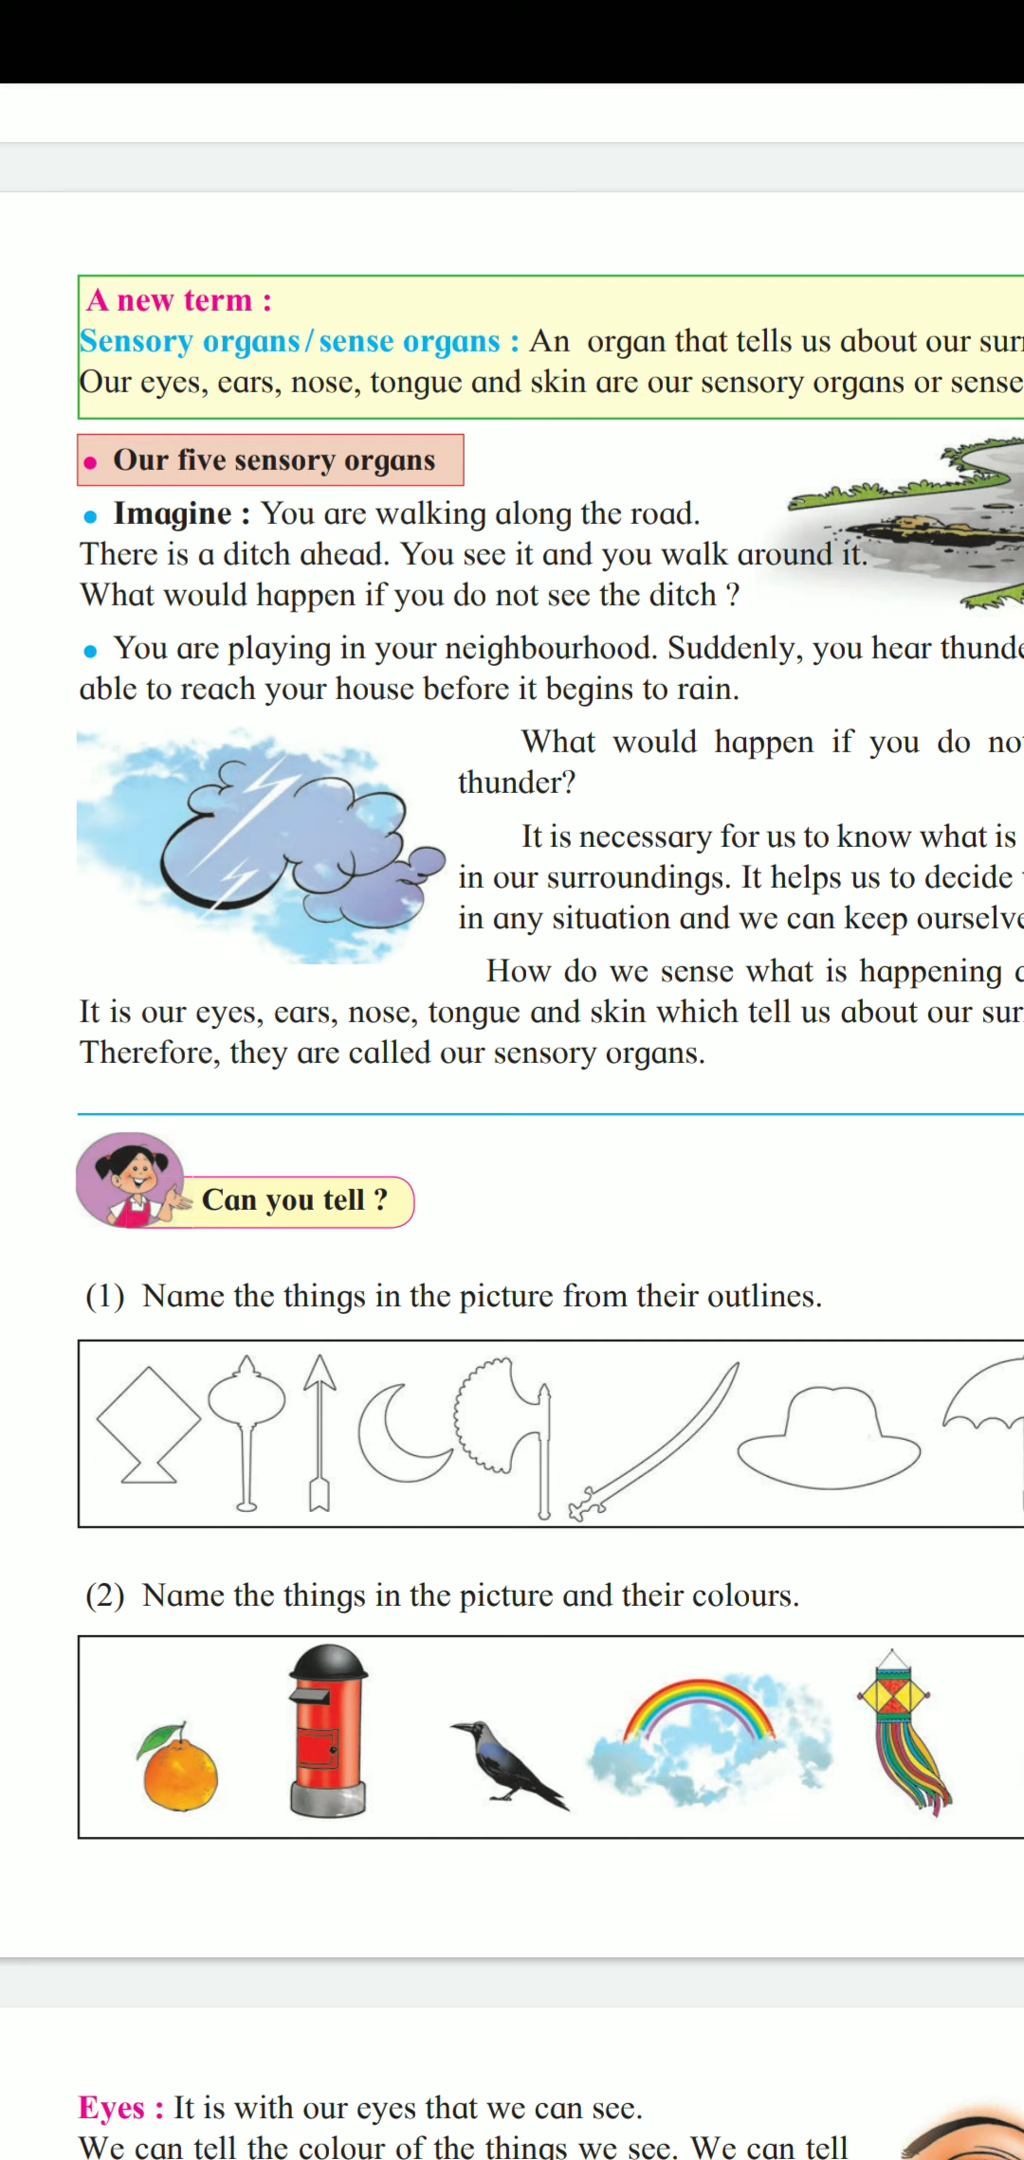 A new term :
Sensory organs/sense organs : An organ that tells us about our
Our eyes, ears, nose, tongue and skin are our sensory organs or sense
• Our five sensory organs
• Imagine : You are walking along the road.
There is a ditch ahead. You see it and you walk around it.
What would happen if you do not see the ditch ?
• You are playing in your neighbourhood. Suddenly, you hear
able to reach your house before it begins to rain.
What would happen if you do
thunder?
It is necessary for us to know what is
in our surroundings. It helps us to decide
in any situation and we can keep
How do we sense what is happening
It is our eyes, ears, nose, tongue and skin which tell us about our
Therefore, they are called our sensory organs.
Can you tell ?
(1) Name the things in the picture from their outlines.
(2) Name the things in the picture and their colours.
Eyes : It is with our eyes that we can see.
We can tell the colour of the things we see. We can tell